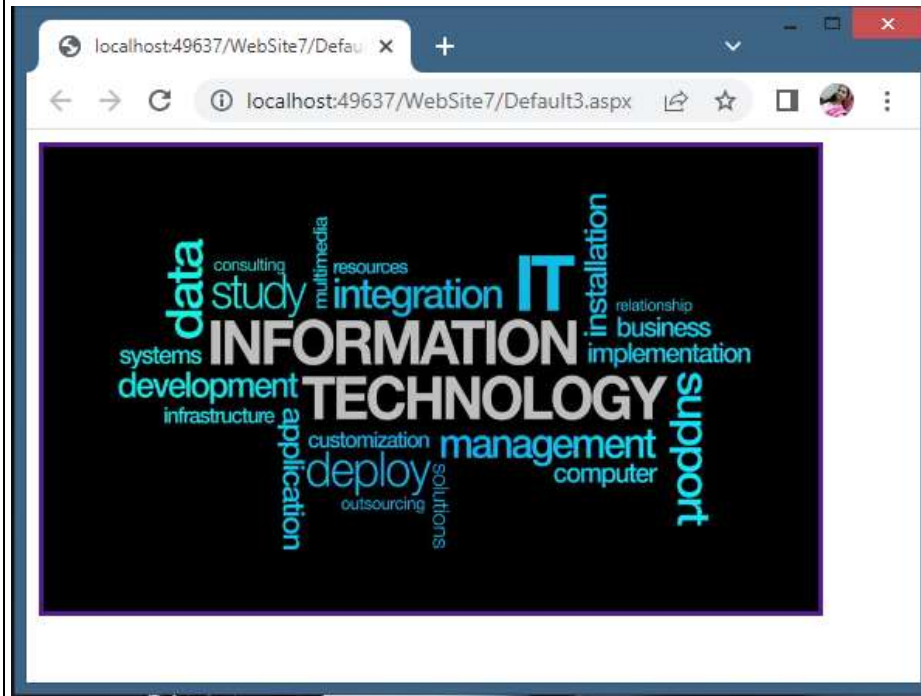 localhost:49637/WebSite7/Defau
localhost:49637/WebSite7/Default3.aspx
data
consulting
study
multimedia
resources
integration
IT
installation
relationship
business
implementation
systems
INFORMATION
TECHNOLOGY
development
infrastructure
application
customization
deploy
outsourcing
solutions
management
computer
support